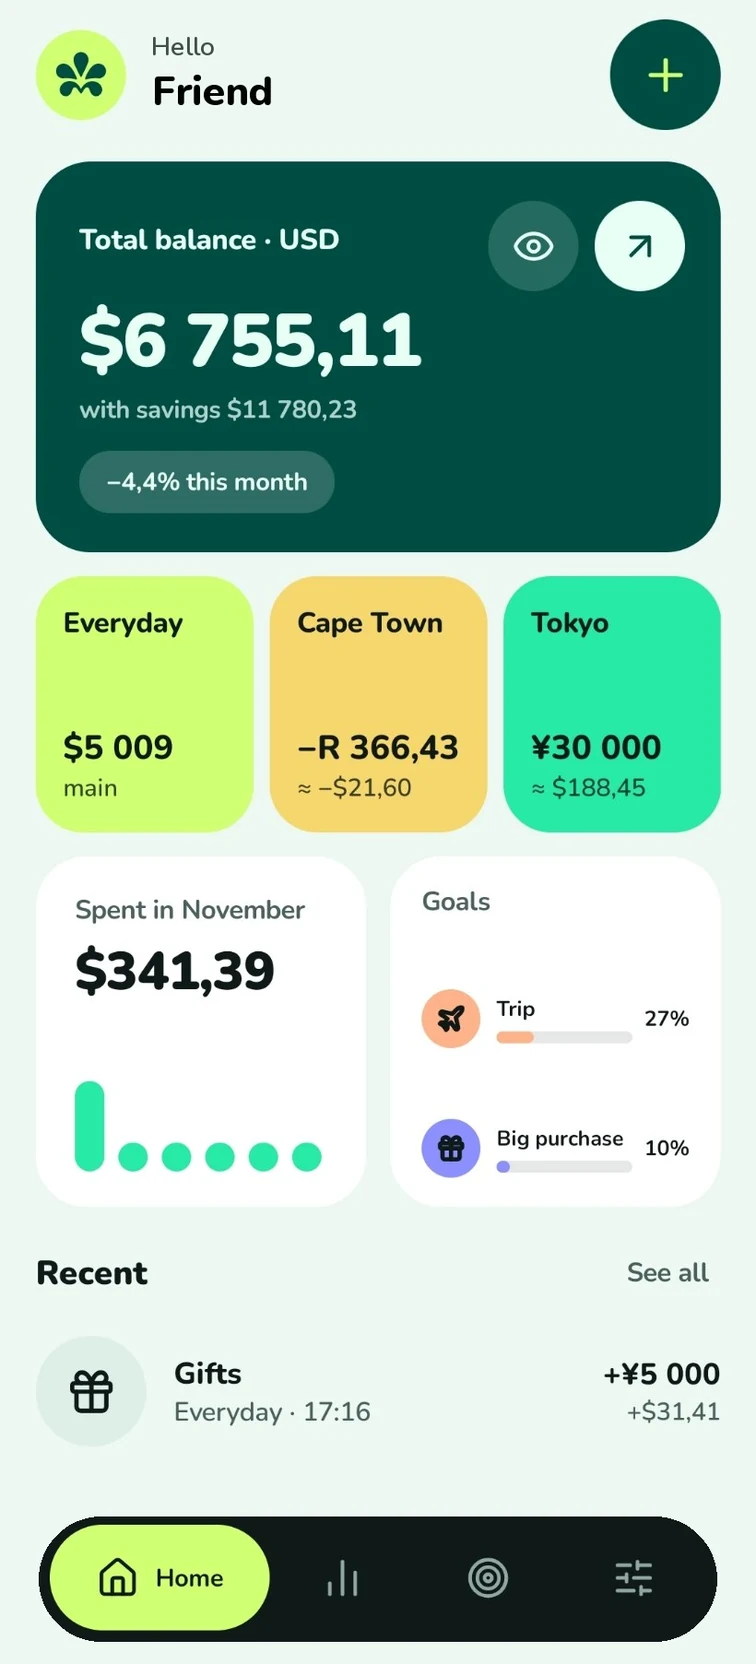 Hello
Friend
Total balance · USD
$6 755,11
with savings $11 780,23
−4,4% this month
Everyday
$5 009
main
Cape Town
−R 366,43
≈ −$21,60
Tokyo
¥30 000
≈ $188,45
Spent in November
$341,39
Goals
Trip
27%
Big purchase
10%
Recent
See all
Gifts
+¥5 000
Everyday · 17:16
+$31,41
Home